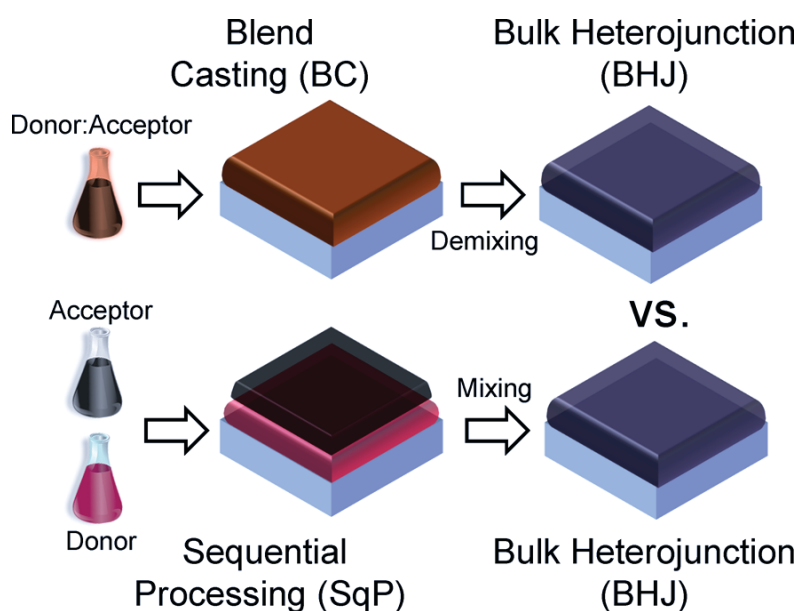 Blend
Casting (BC)
Bulk Heterojunction
(BHJ)
Donor:Acceptor
Demixing
Acceptor
vs.
Mixing
Donor
Sequential
Processing (SqP)
Bulk Heterojunction
(BHJ)